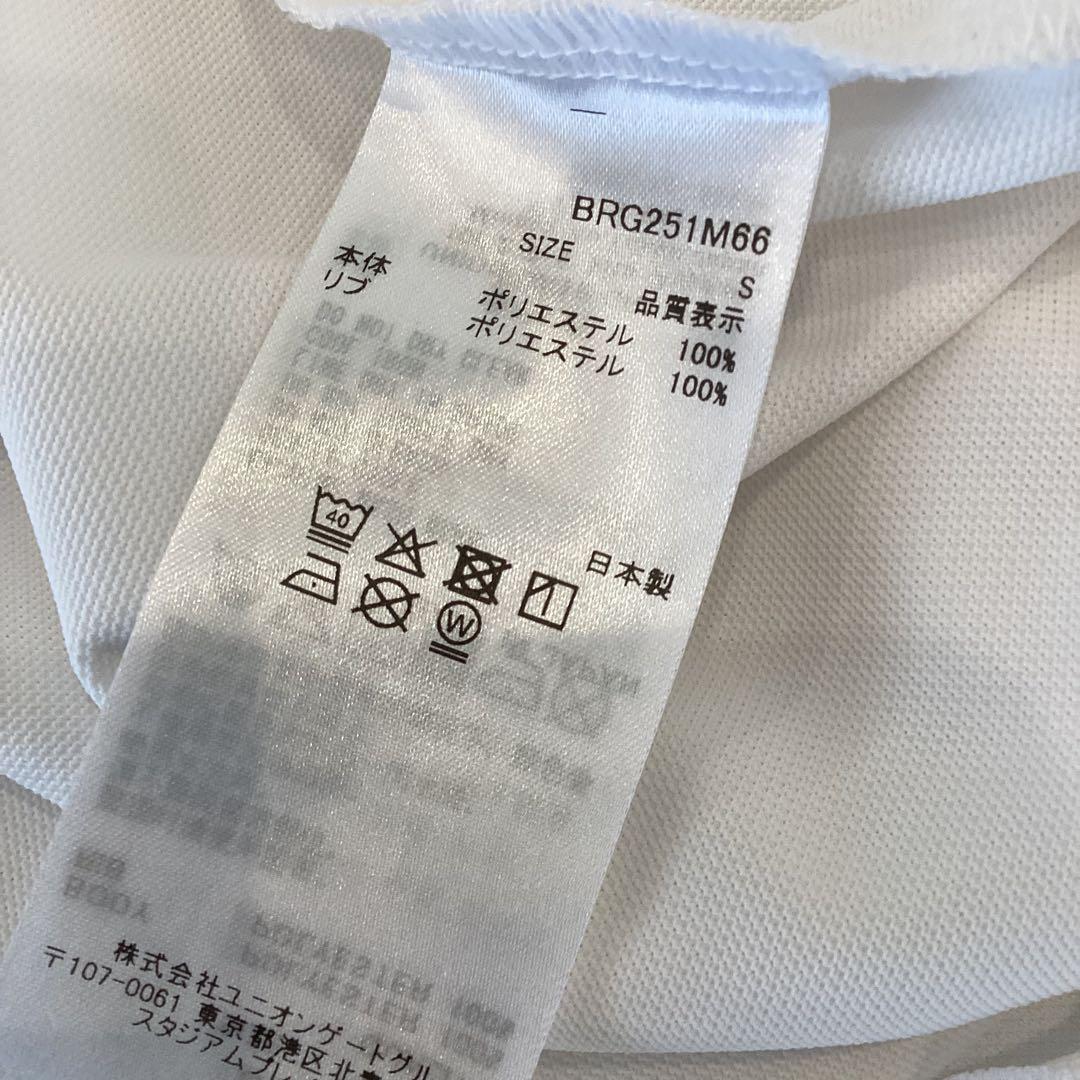 BRG251M66
SIZE S
品質表示
本体 ポリエステル 100%
リブ ポリエステル 100%
40
W
日本製
株式会社ユニオンゲートグル
〒107-0061 東京都港区北青
スタジアムプレ